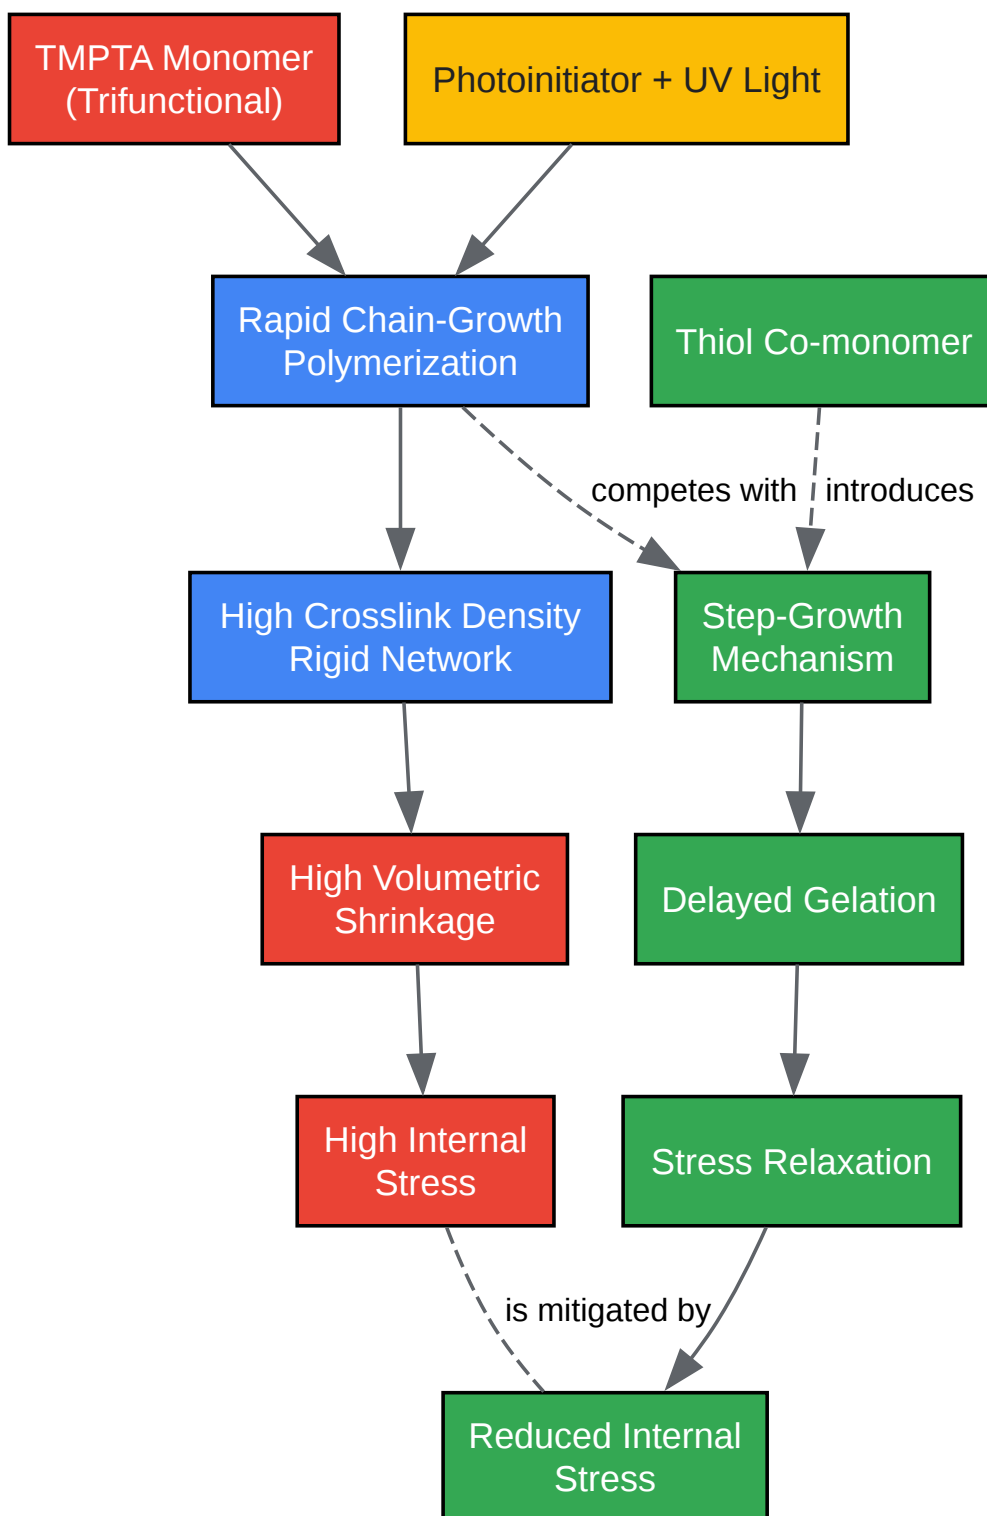 TMPTA Monomer
(Trifunctional)
Photoinitiator + UV Light
Rapid Chain-Growth
Polymerization
Thiol Co-monomer
competes with
introduces
High Crosslink Density
Rigid Network
Step-Growth
Mechanism
High Volumetric
Shrinkage
Delayed Gelation
High Internal
Stress
Stress Relaxation
is mitigated by
Reduced Internal
Stress